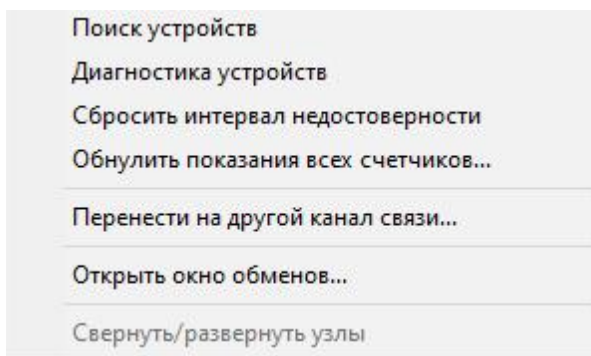 Поиск устройств
Диагностика устройств
Сбросить интервал недостоверности
Обнулить показания всех счетчиков...
Перенести на другой канал связи...
Открыть окно обменов...
Свернуть/развернуть узлы